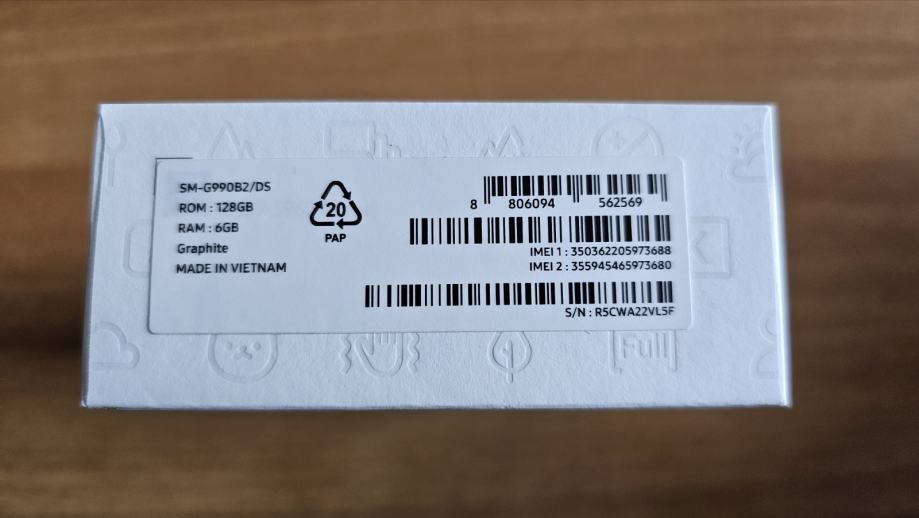 SM-G990B2/DS
ROM : 128GB
RAM : 6GB
Graphite
MADE IN VIETNAM
20
PAP
8 806094 562569
IMEI 1 : 350362205973688
IMEI 2 : 355945465973680
S/N : R5CWA22VL5F
Full